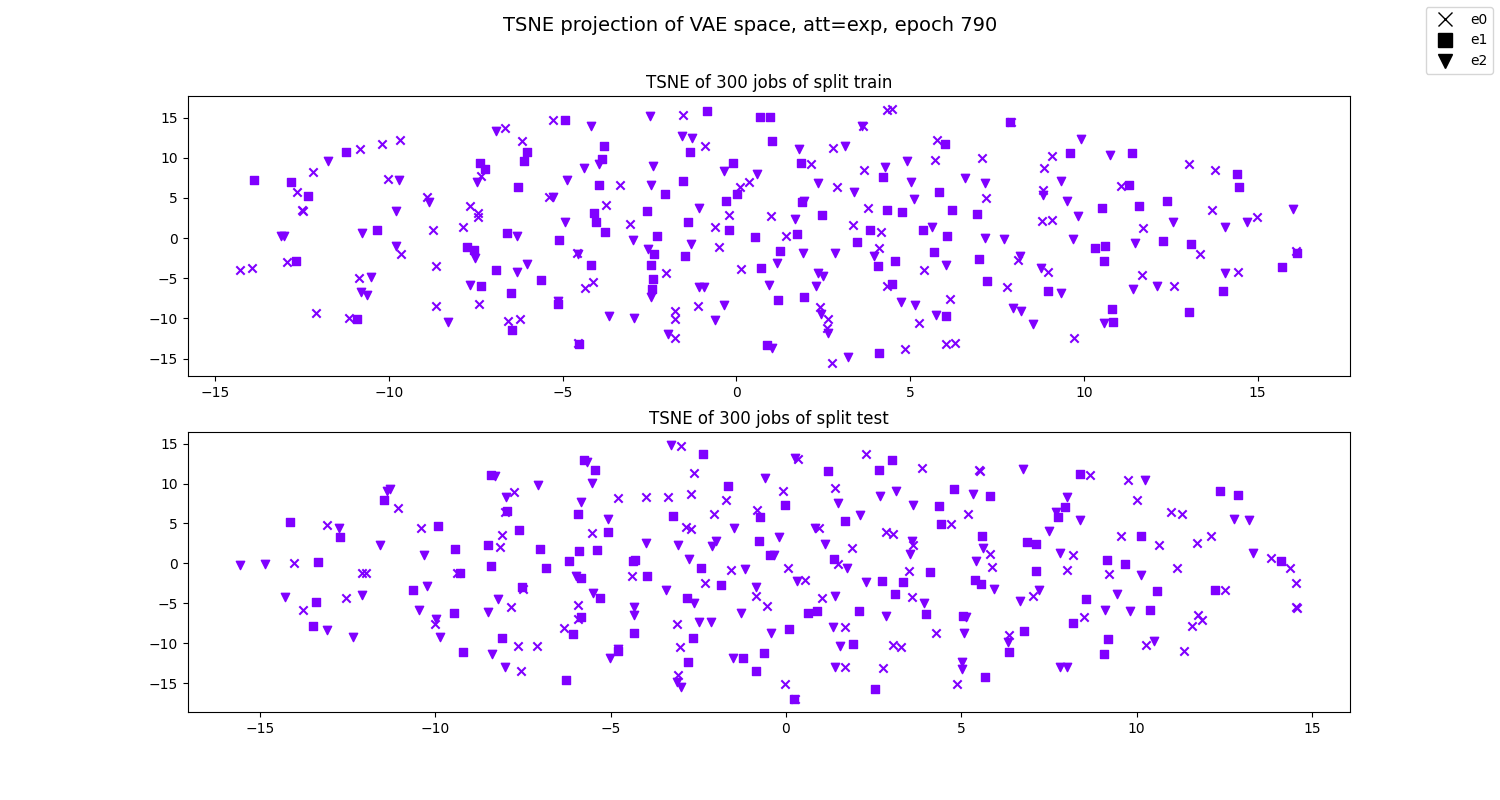 TSNE projection of VAE space, att=exp, epoch 790
e0
e1
e2
TSNE of 300 jobs of split train
15
10
5
0
−5
−10
−15
−15 −10 −5 0 5 10 15
TSNE of 300 jobs of split test
15
10
5
0
−5
−10
−15
−15 −10 −5 0 5 10 15